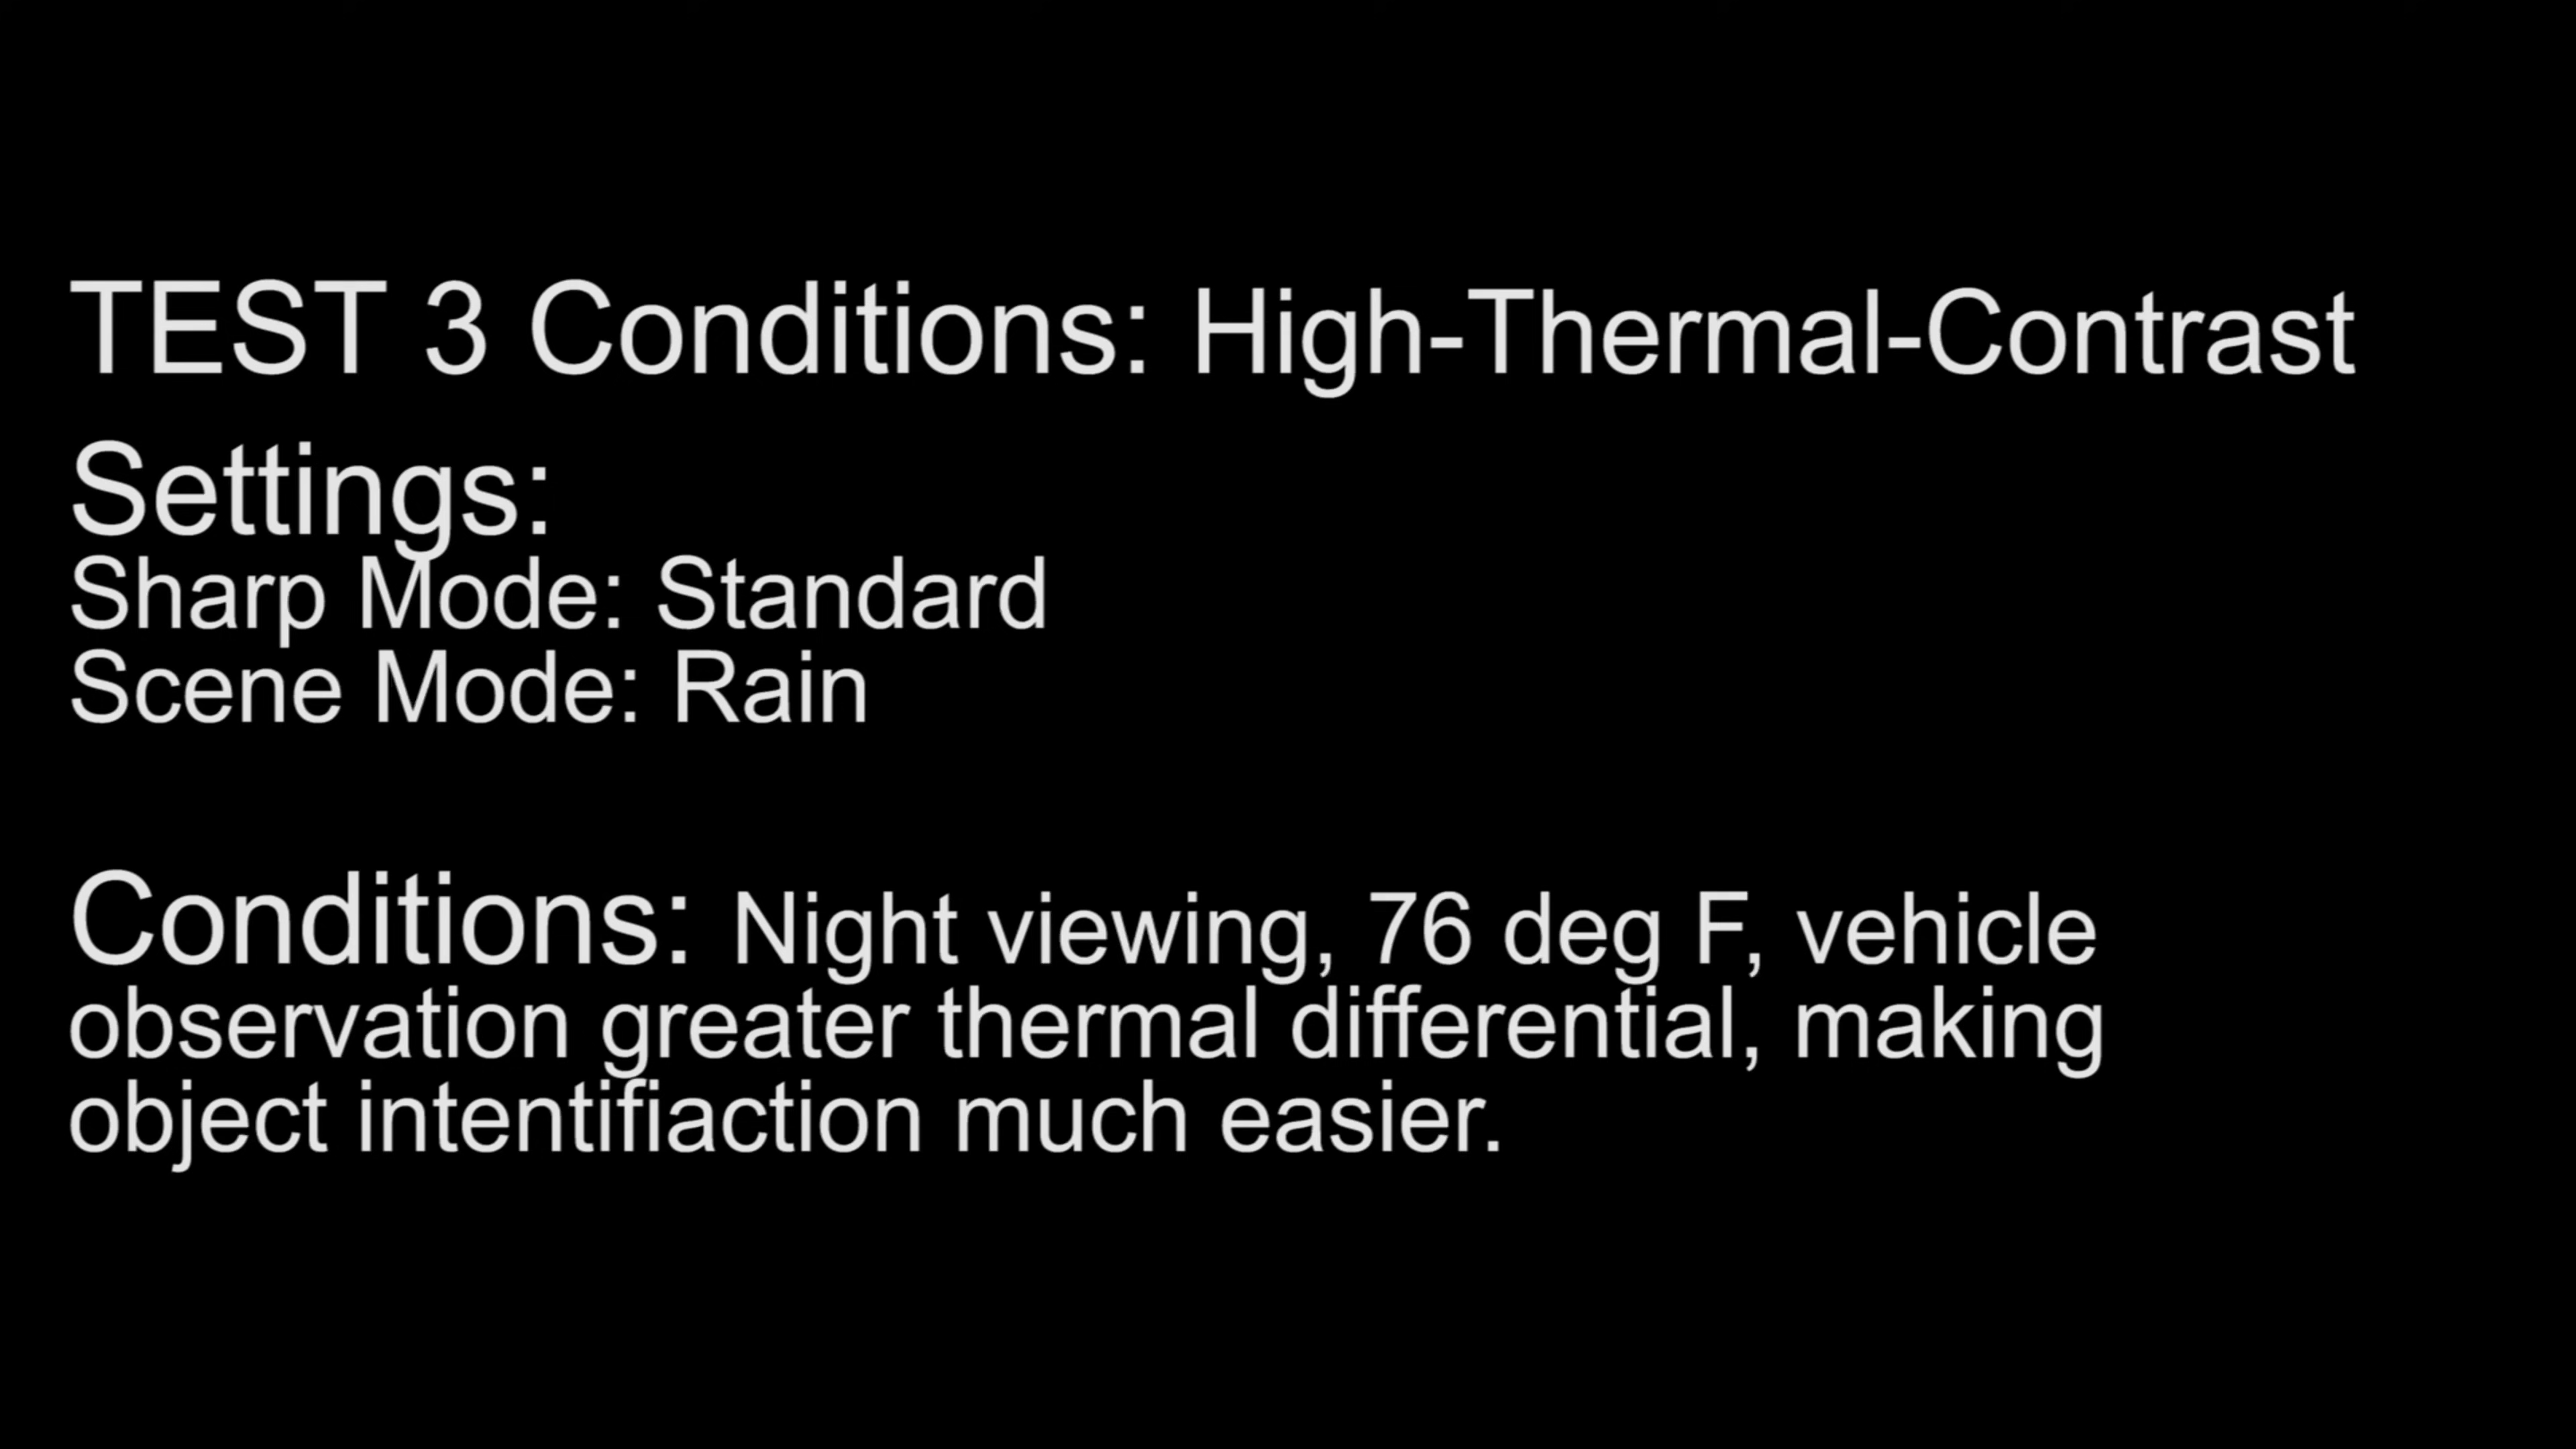 TEST 3 Conditions: High-Thermal-Contrast
Settings:
Sharp Mode: Standard
Scene Mode: Rain
Conditions: Night viewing, 76 deg F, vehicle
observation greater thermal differential, making
object intentifiaction much easier.